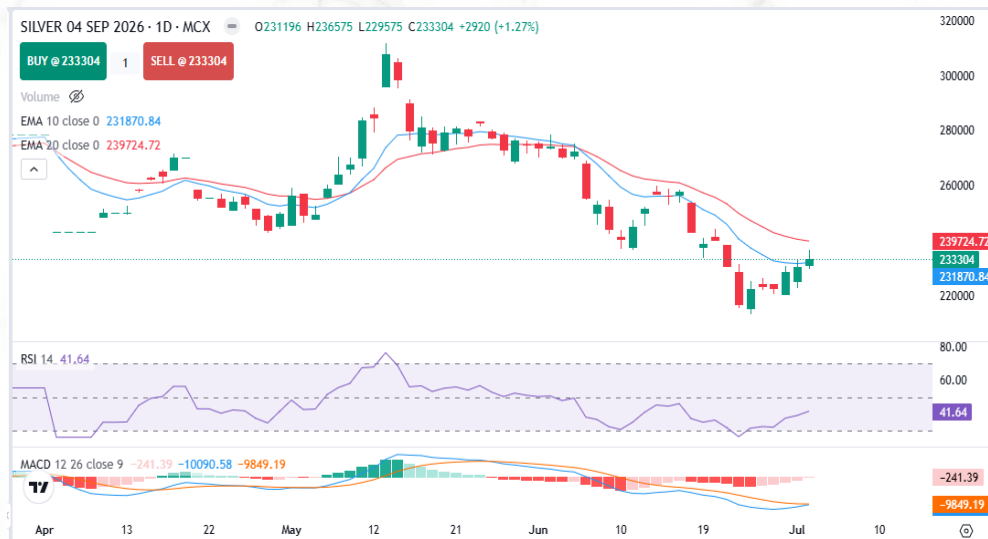 SILVER 04 SEP 2026 · 1D · MCX O231196 H236575 L229575 C233304 +2920 (+1.27%)
BUY @ 233304 1 SELL @ 233304
Volume
EMA 10 close 0 231870.84
EMA 20 close 0 239724.72
320000
300000
280000
260000
239724.72
233304
231870.84
220000
RSI 14 41.64
80.00
60.00
41.64
MACD 12 26 close 9 −241.39 −10090.58 −9849.19
−241.39
−9849.19
Apr 13 22 May 12 21 Jun 10 19 Jul 10